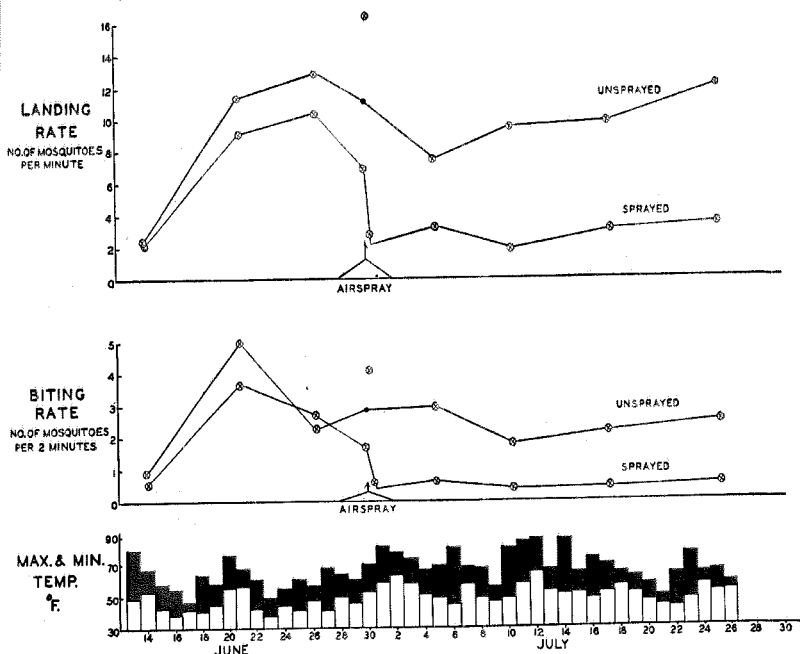 16
14
12
10
8
6
4
2
0
LANDING
RATE
NO.OF MOSQUITOES
PER MINUTE
UNSPRAYED
SPRAYED
AIRSPRAY
5
4
3
2
1
0
BITING
RATE
NO.OF MOSQUITOES
PER 2 MINUTES
UNSPRAYED
SPRAYED
AIRSPRAY
90
70
50
30
MAX. & MIN.
TEMP.
°F.
14 16 18 20 22 24 26 28 30 2 4 6 8 10 12 14 16 18 20 22 24 26 28 30
JUNE JULY